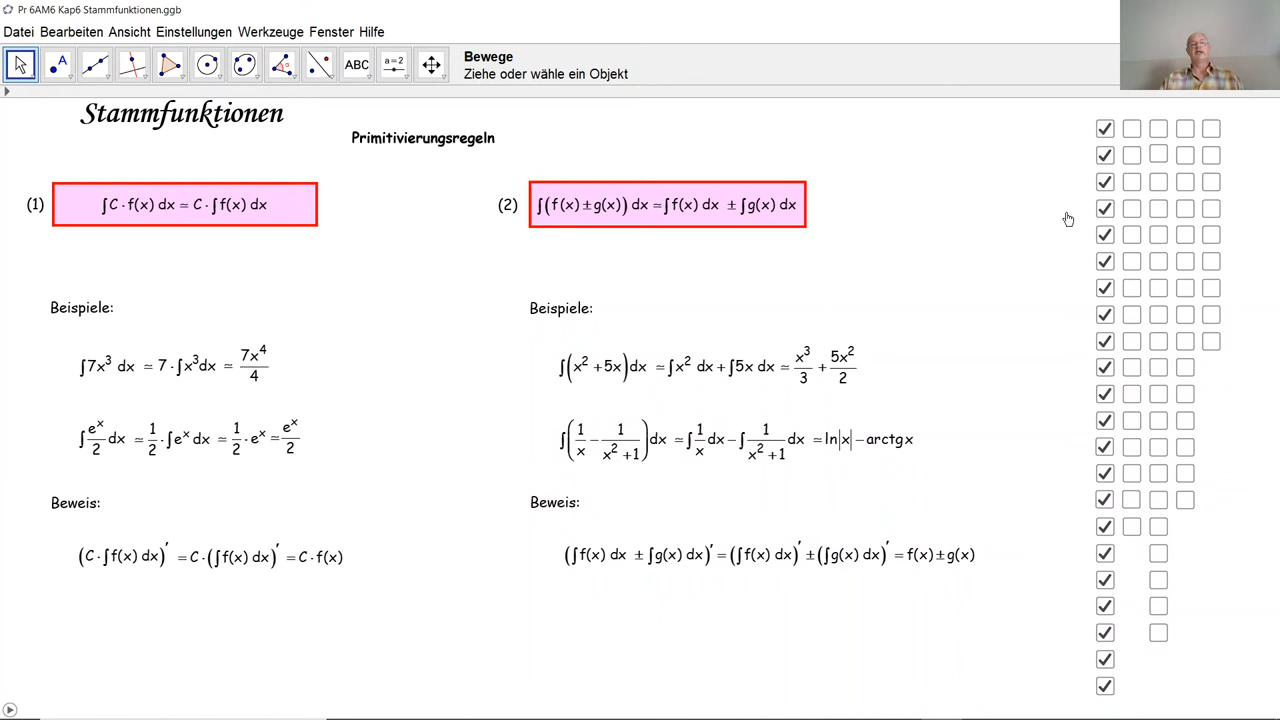 Pr 6AM6 Kap6 Stammfunktionen.ggb
Datei Bearbeiten Ansicht Einstellungen Werkzeuge Fenster Hilfe
A
ABC
a=2
Bewege
Ziehe oder wähle ein Objekt
Stammfunktionen
Primitivierungsregeln
(1) ∫C·f(x) dx ≃ C·∫f(x) dx
(2) ∫(f(x)±g(x)) dx ≃ ∫f(x) dx ± ∫g(x) dx
Beispiele:
∫7x³ dx ≃ 7·∫x³dx ≃ 7x⁴/4
∫eˣ/2 dx ≃ 1/2·∫eˣ dx ≃ 1/2·eˣ ≃ eˣ/2
Beweis:
(C·∫f(x) dx)′ = C·(∫f(x) dx)′ = C·f(x)
Beispiele:
∫(x²+5x)dx ≃ ∫x² dx + ∫5x dx ≃ x³/3 + 5x²/2
∫(1/x − 1/(x²+1))dx ≃ ∫1/x dx − ∫1/(x²+1) dx ≃ ln|x| − arctgx
Beweis:
(∫f(x) dx ± ∫g(x) dx)′ = (∫f(x) dx)′ ± (∫g(x) dx)′ = f(x)±g(x)